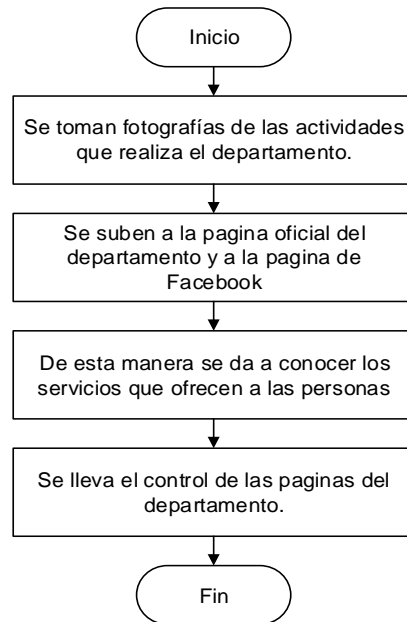 Inicio
Se toman fotografías de las actividades
que realiza el departamento.
Se suben a la pagina oficial del
departamento y a la pagina de
Facebook
De esta manera se da a conocer los
servicios que ofrecen a las personas
Se lleva el control de las paginas del
departamento.
Fin